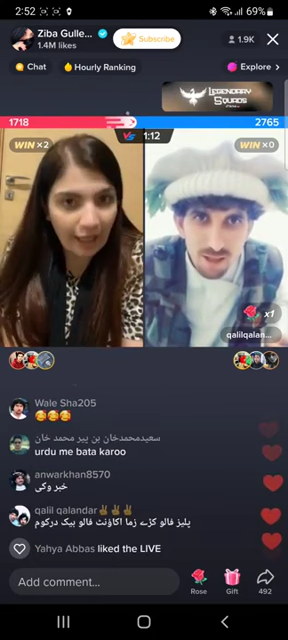 2:52
69%
Ziba Gulle...
1.4M likes
Subscribe
1.9K
Chat
Hourly Ranking
Explore >
LEGENDARY
SQUADS
1718
2765
WIN ×2
VS 1:12
WIN ×0
x1
qalilqalan...
Wale Sha205
🥰🥰🥰
سعیدمحمدخان بن پیر محمد خان
urdu me bata karoo
anwarkhan8570
خبر وکی
qalil qalandar✌✌✌
پلیز فالو کڑے زما اکاؤنٹ فالو بیک درکوم
Yahya Abbas liked the LIVE
Add comment...
Rose
Gift
492